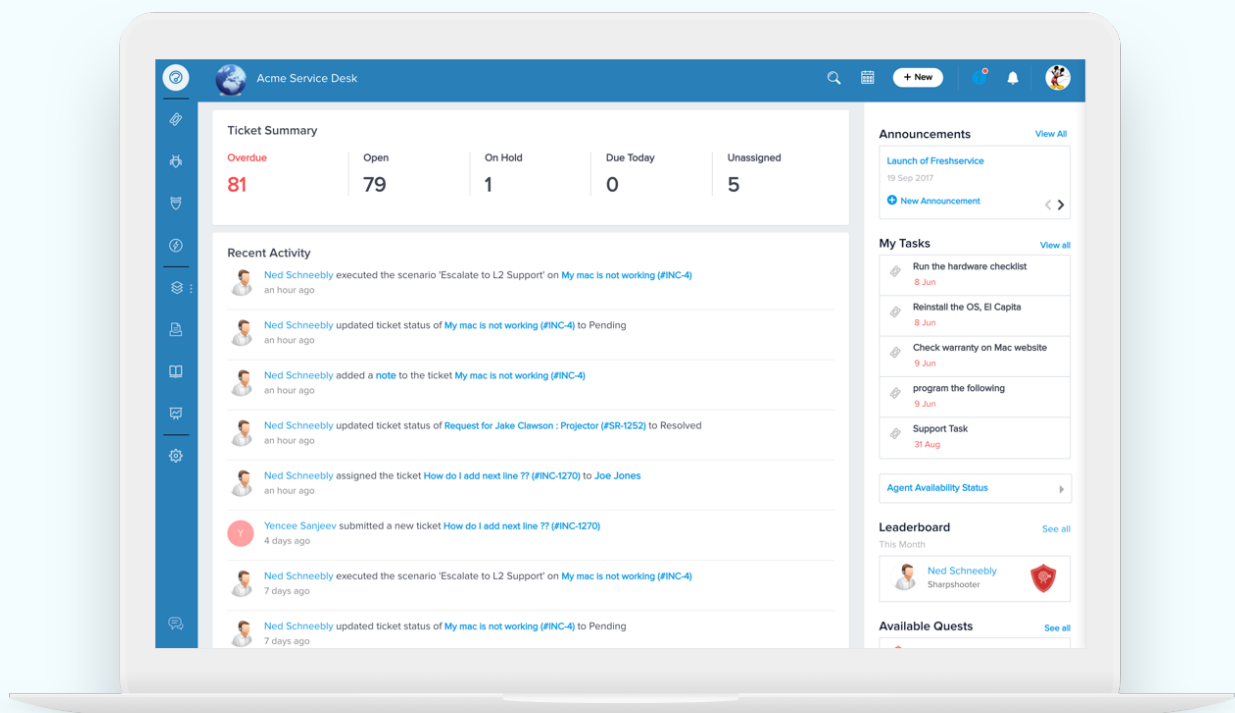 Acme Service Desk
+ New
Ticket Summary
Overdue
Open
On Hold
Due Today
Unassigned
81
79
1
0
5
Recent Activity
Ned Schneebly executed the scenario 'Escalate to L2 Support' on My mac is not working (#INC-4)
an hour ago
Ned Schneebly updated ticket status of My mac is not working (#INC-4) to Pending
an hour ago
Ned Schneebly added a note to the ticket My mac is not working (#INC-4)
an hour ago
Ned Schneebly updated ticket status of Request for Jake Clawson : Projector (#SR-1252) to Resolved
an hour ago
Ned Schneebly assigned the ticket How do I add next line ?? (#INC-1270) to Joe Jones
an hour ago
Y
Yencee Sanjeev submitted a new ticket How do I add next line ?? (#INC-1270)
4 days ago
Ned Schneebly executed the scenario 'Escalate to L2 Support' on My mac is not working (#INC-4)
7 days ago
Ned Schneebly updated ticket status of My mac is not working (#INC-4) to Pending
7 days ago
Announcements
View All
Launch of Freshservice
19 Sep 2017
New Announcement
My Tasks
View all
Run the hardware checklist
8 Jun
Reinstall the OS, El Capita
8 Jun
Check warranty on Mac website
9 Jun
program the following
9 Jun
Support Task
31 Aug
Agent Availability Status
Leaderboard
See all
This Month
Ned Schneebly
Sharpshooter
Available Quests
See all